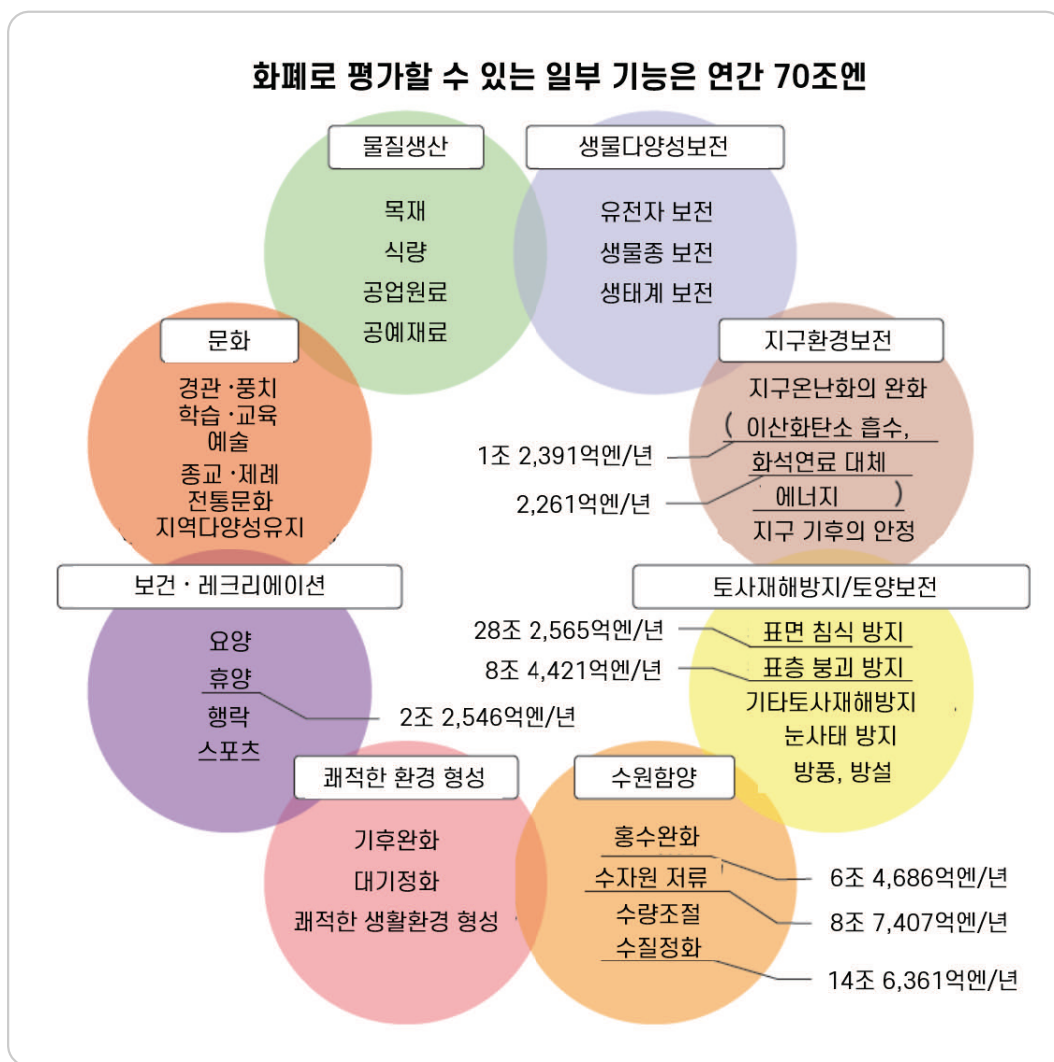 화폐로 평가할 수 있는 일부 기능은 연간 70조엔
물질생산
목재
식량
공업원료
공예재료
생물다양성보전
유전자 보전
생물종 보전
생태계 보전
문화
경관 ·풍치
학습 ·교육
예술
종교 ·제례
전통문화
지역다양성유지
지구환경보전
지구온난화의 완화
( 이산화탄소 흡수,
화석연료 대체
에너지 )
지구 기후의 안정
1조 2,391억엔/년
2,261억엔/년
보건 · 레크리에이션
요양
휴양
행락
스포츠
2조 2,546억엔/년
토사재해방지/토양보전
표면 침식 방지
표층 붕괴 방지
기타토사재해방지
눈사태 방지
방풍, 방설
28조 2,565억엔/년
8조 4,421억엔/년
쾌적한 환경 형성
기후완화
대기정화
쾌적한 생활환경 형성
수원함양
홍수완화
수자원 저류
수량조절
수질정화
6조 4,686억엔/년
8조 7,407억엔/년
14조 6,361억엔/년